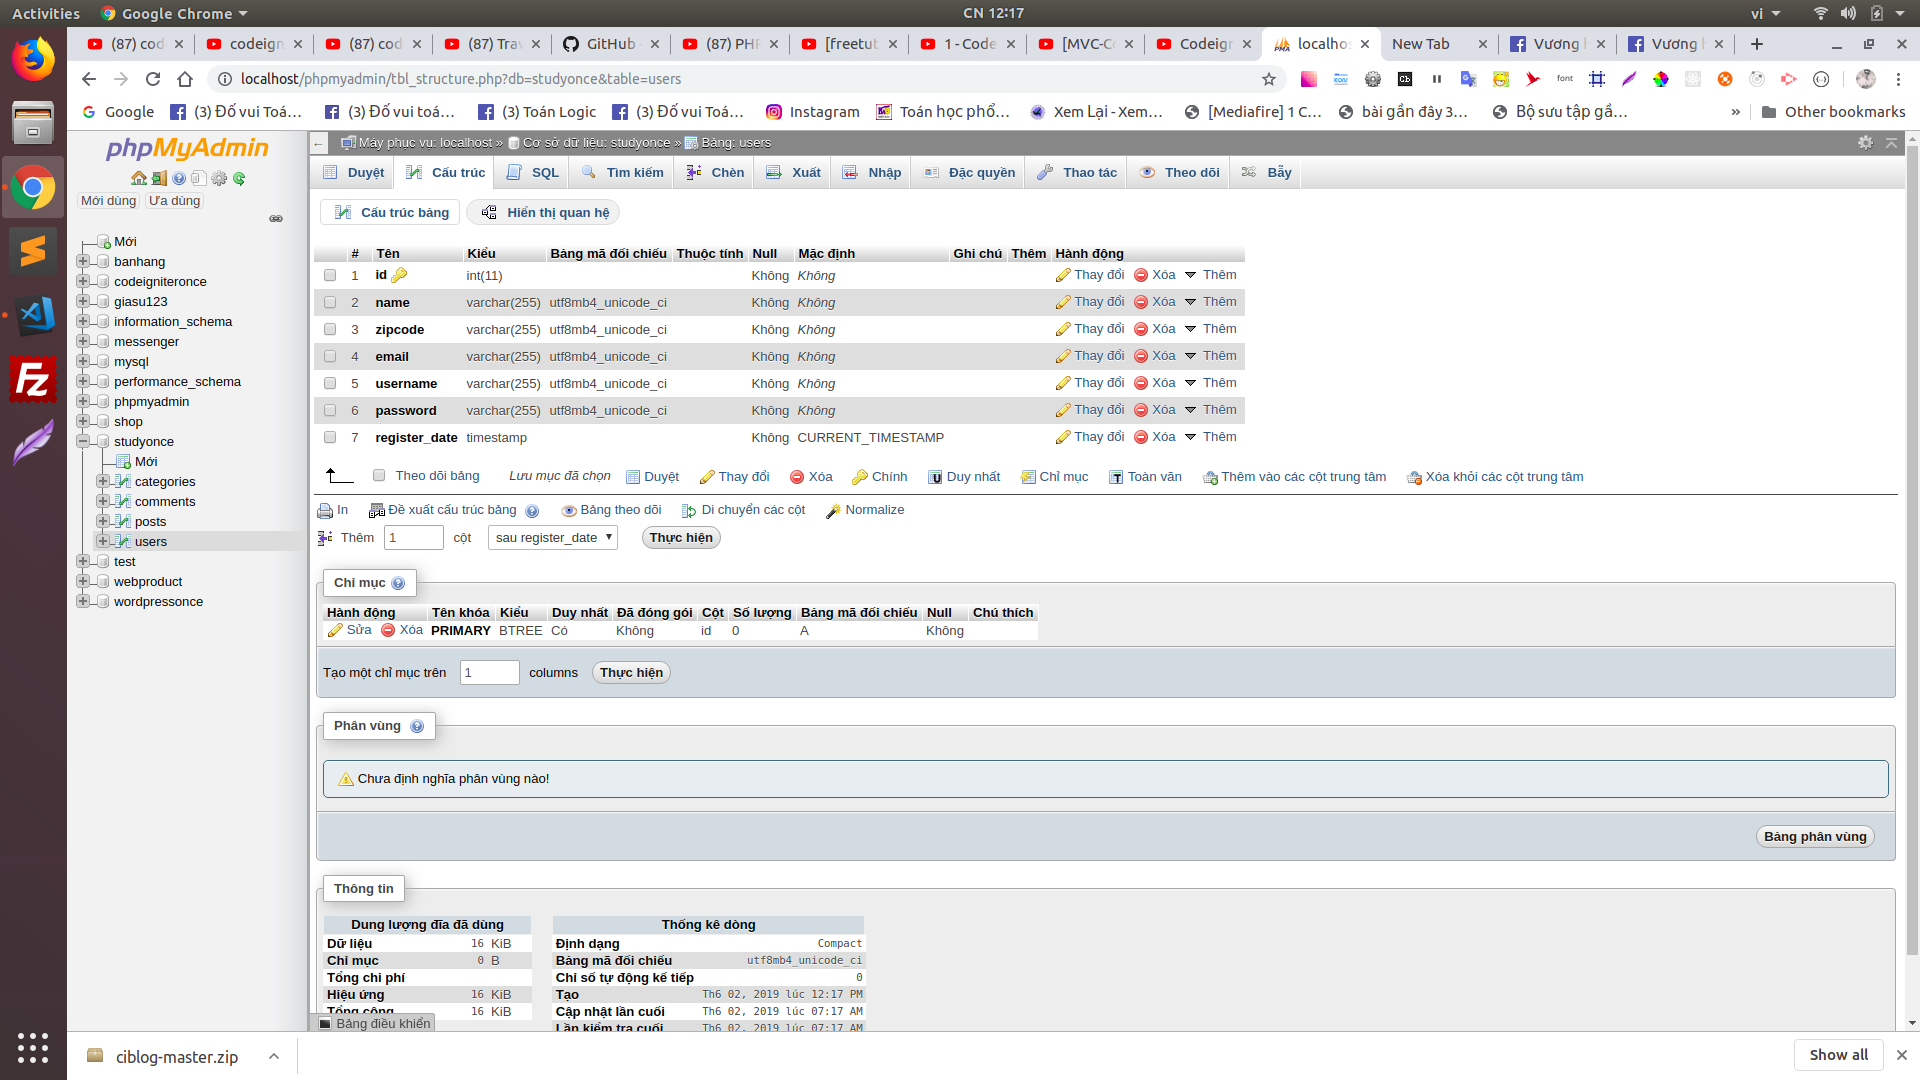 Activities Google Chrome CN 12:17 vi
(87) cod codeign (87) cod (87) Trav GitHub (87) PHP [freetut 1 - Code [MVC-Co Codeign localhos New Tab Vương h Vương h
localhost/phpmyadmin/tbl_structure.php?db=studyonce&table=users
Google (3) Đố vui Toá… (3) Đố vui toá… (3) Toán Logic (3) Đố vui Toá… Instagram Toán học phổ… Xem Lại - Xem… [Mediafire] 1 C… bài gần đây 3… Bộ sưu tập gầ… » Other bookmarks
phpMyAdmin
Mới dùng Ưa dùng
Mới
banhang
codeigniteronce
giasu123
information_schema
messenger
mysql
performance_schema
phpmyadmin
shop
studyonce
Mới
categories
comments
posts
users
test
webproduct
wordpressonce
Máy phục vụ: localhost » Cơ sở dữ liệu: studyonce » Bảng: users
Duyệt Cấu trúc SQL Tìm kiếm Chèn Xuất Nhập Đặc quyền Thao tác Theo dõi Bẫy
Cấu trúc bảng Hiển thị quan hệ
# Tên Kiểu Bảng mã đối chiếu Thuộc tính Null Mặc định Ghi chú Thêm Hành động
1 id int(11) Không Không Thay đổi Xóa Thêm
2 name varchar(255) utf8mb4_unicode_ci Không Không Thay đổi Xóa Thêm
3 zipcode varchar(255) utf8mb4_unicode_ci Không Không Thay đổi Xóa Thêm
4 email varchar(255) utf8mb4_unicode_ci Không Không Thay đổi Xóa Thêm
5 username varchar(255) utf8mb4_unicode_ci Không Không Thay đổi Xóa Thêm
6 password varchar(255) utf8mb4_unicode_ci Không Không Thay đổi Xóa Thêm
7 register_date timestamp Không CURRENT_TIMESTAMP Thay đổi Xóa Thêm
Theo dõi bảng Lưu mục đã chọn Duyệt Thay đổi Xóa Chính Duy nhất Chỉ mục Toàn văn Thêm vào các cột trung tâm Xóa khỏi các cột trung tâm
In Đề xuất cấu trúc bảng Bảng theo dõi Di chuyển các cột Normalize
Thêm 1 cột sau register_date Thực hiện
Chỉ mục
Hành động Tên khóa Kiểu Duy nhất Đã đóng gói Cột Số lượng Bảng mã đối chiếu Null Chú thích
Sửa Xóa PRIMARY BTREE Có Không id 0 A Không
Tạo một chỉ mục trên 1 columns Thực hiện
Phân vùng
Chưa định nghĩa phân vùng nào!
Bảng phân vùng
Thông tin
Dung lượng đĩa đã dùng
Dữ liệu 16 KiB
Chỉ mục 0 B
Tổng chi phí
Hiệu ứng 16 KiB
Tổng cộng 16 KiB
Thống kê dòng
Định dạng Compact
Bảng mã đối chiếu utf8mb4_unicode_ci
Chỉ số tự động kế tiếp 0
Tạo Th6 02, 2019 lúc 12:17 PM
Cập nhật lần cuối Th6 02, 2019 lúc 07:17 AM
Lần kiểm tra cuối Th6 02, 2019 lúc 07:17 AM
Bảng điều khiển
ciblog-master.zip Show all